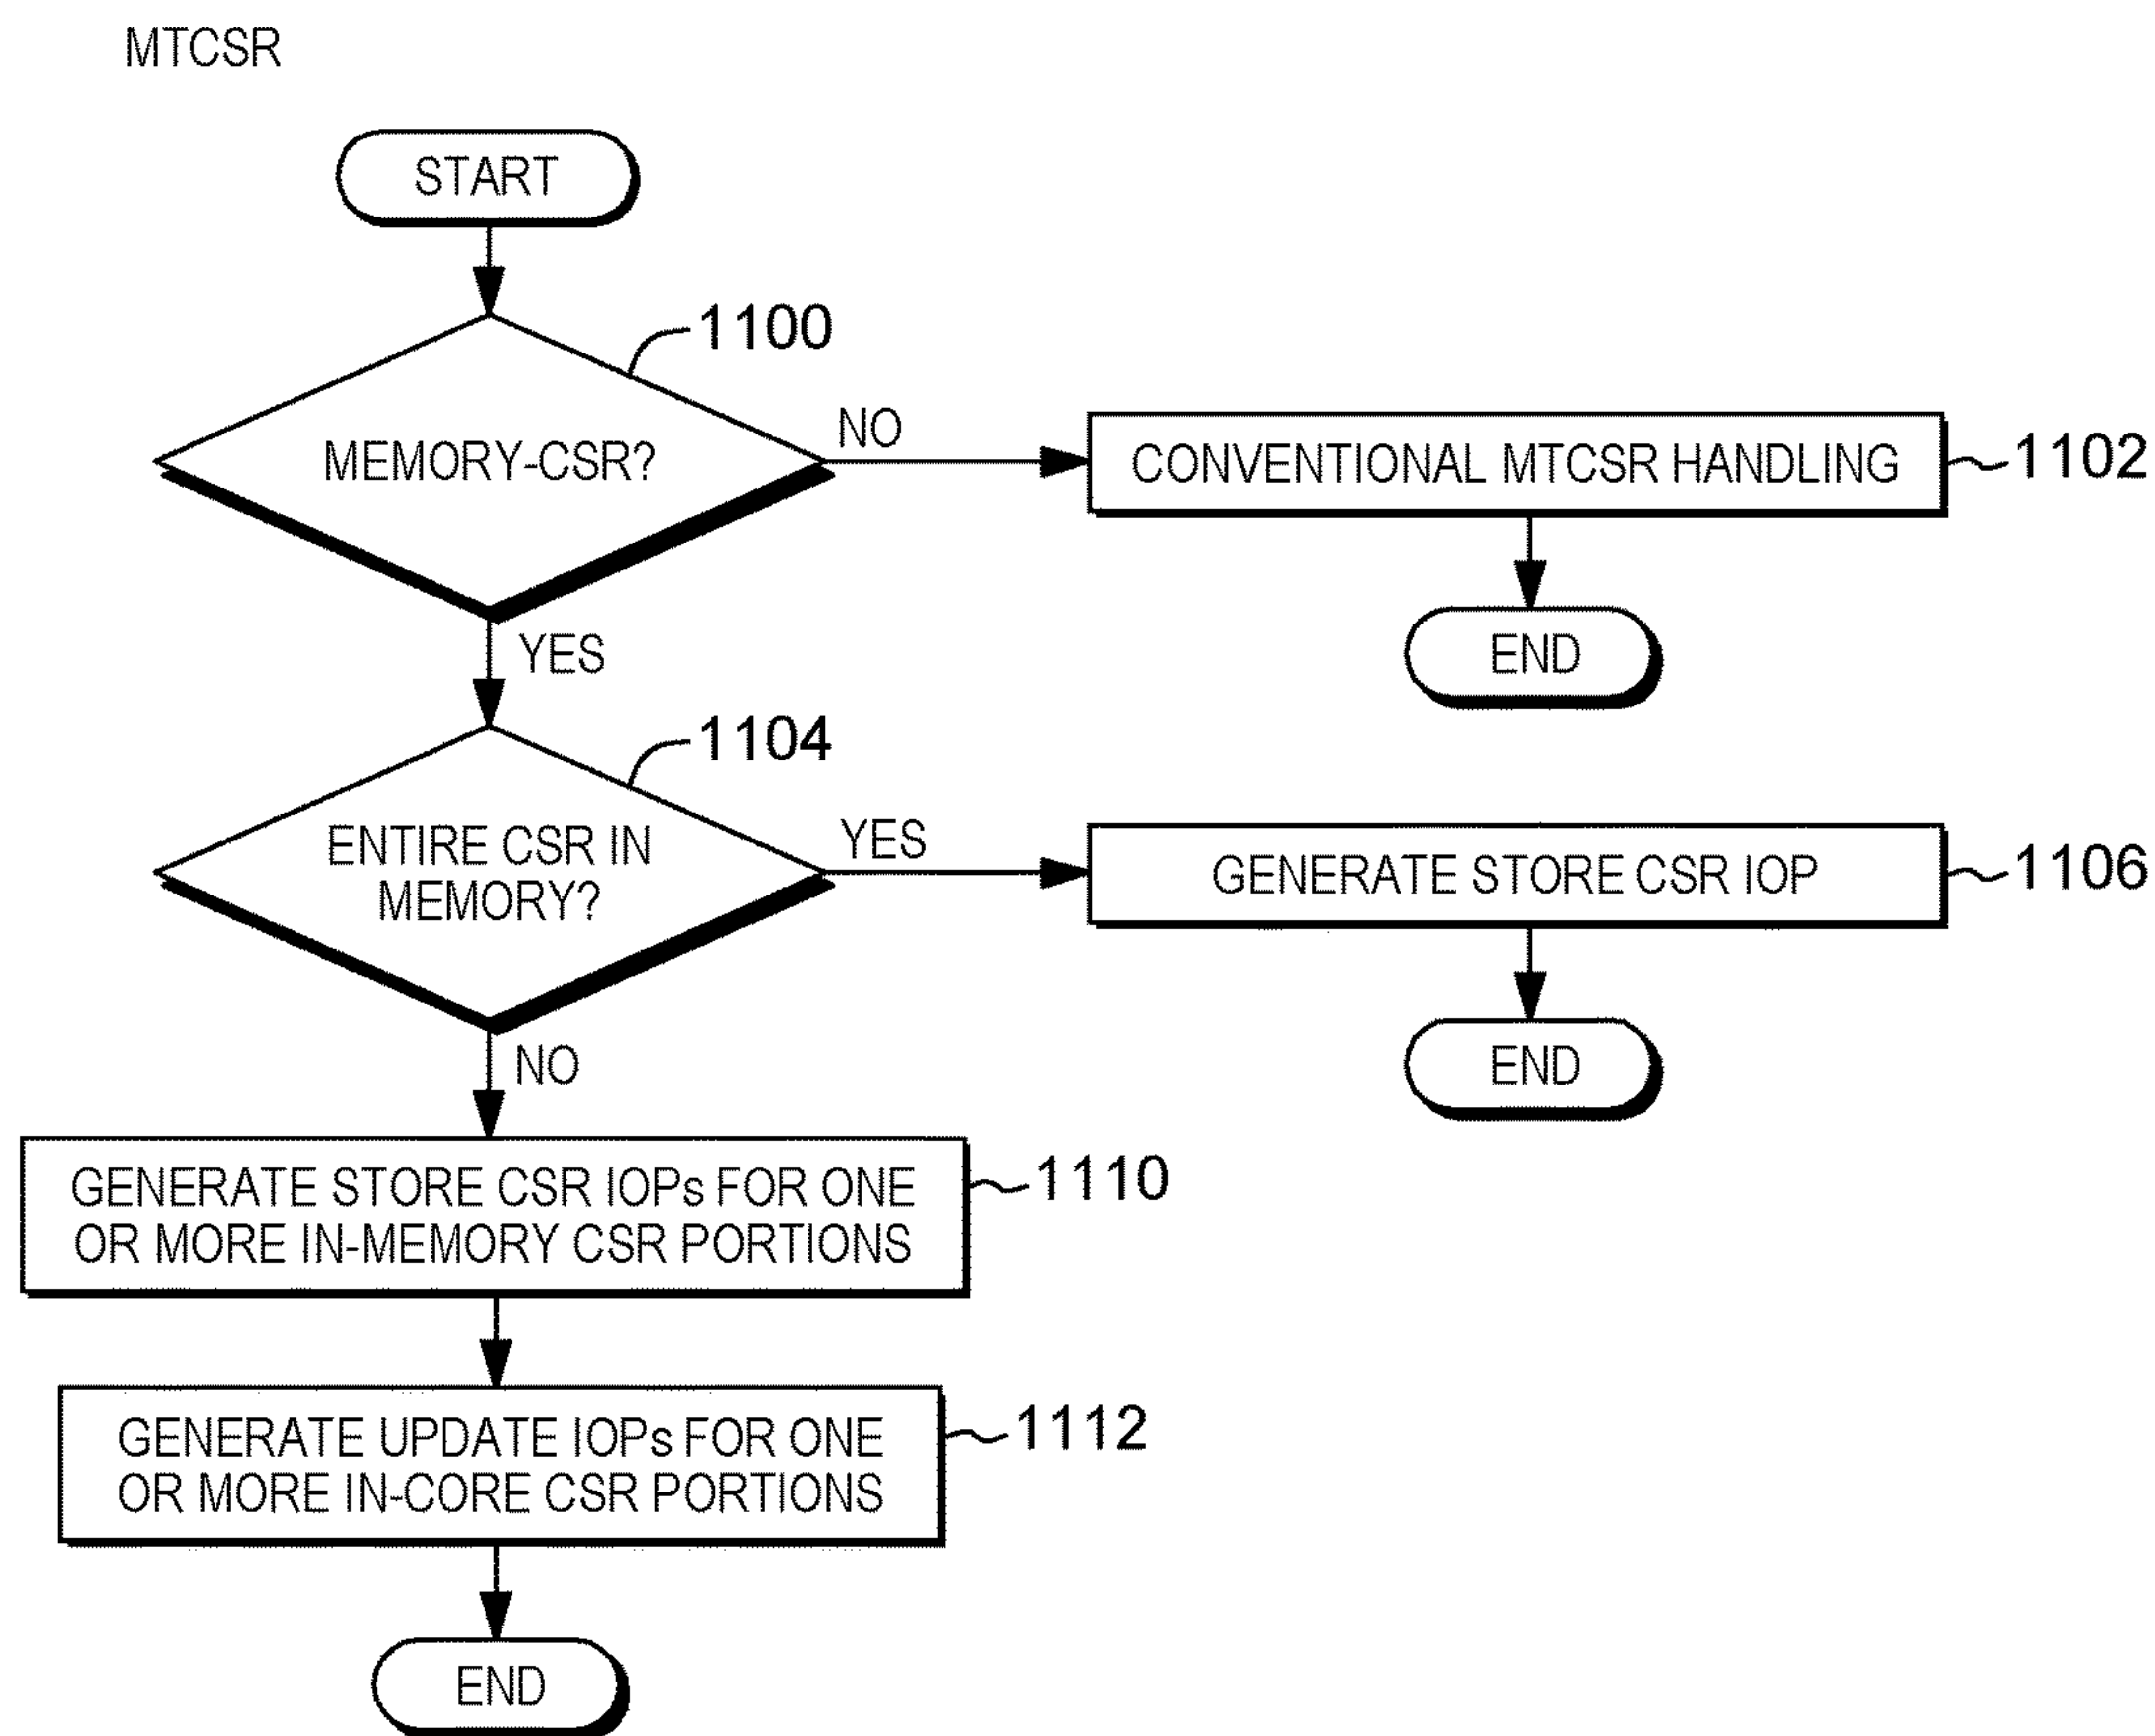 MTCSR
START
1100
MEMORY-CSR?
NO
CONVENTIONAL MTCSR HANDLING
1102
END
YES
1104
ENTIRE CSR IN
MEMORY?
YES
GENERATE STORE CSR IOP
1106
END
NO
GENERATE STORE CSR IOPs FOR ONE
OR MORE IN-MEMORY CSR PORTIONS
1110
GENERATE UPDATE IOPs FOR ONE
OR MORE IN-CORE CSR PORTIONS
1112
END